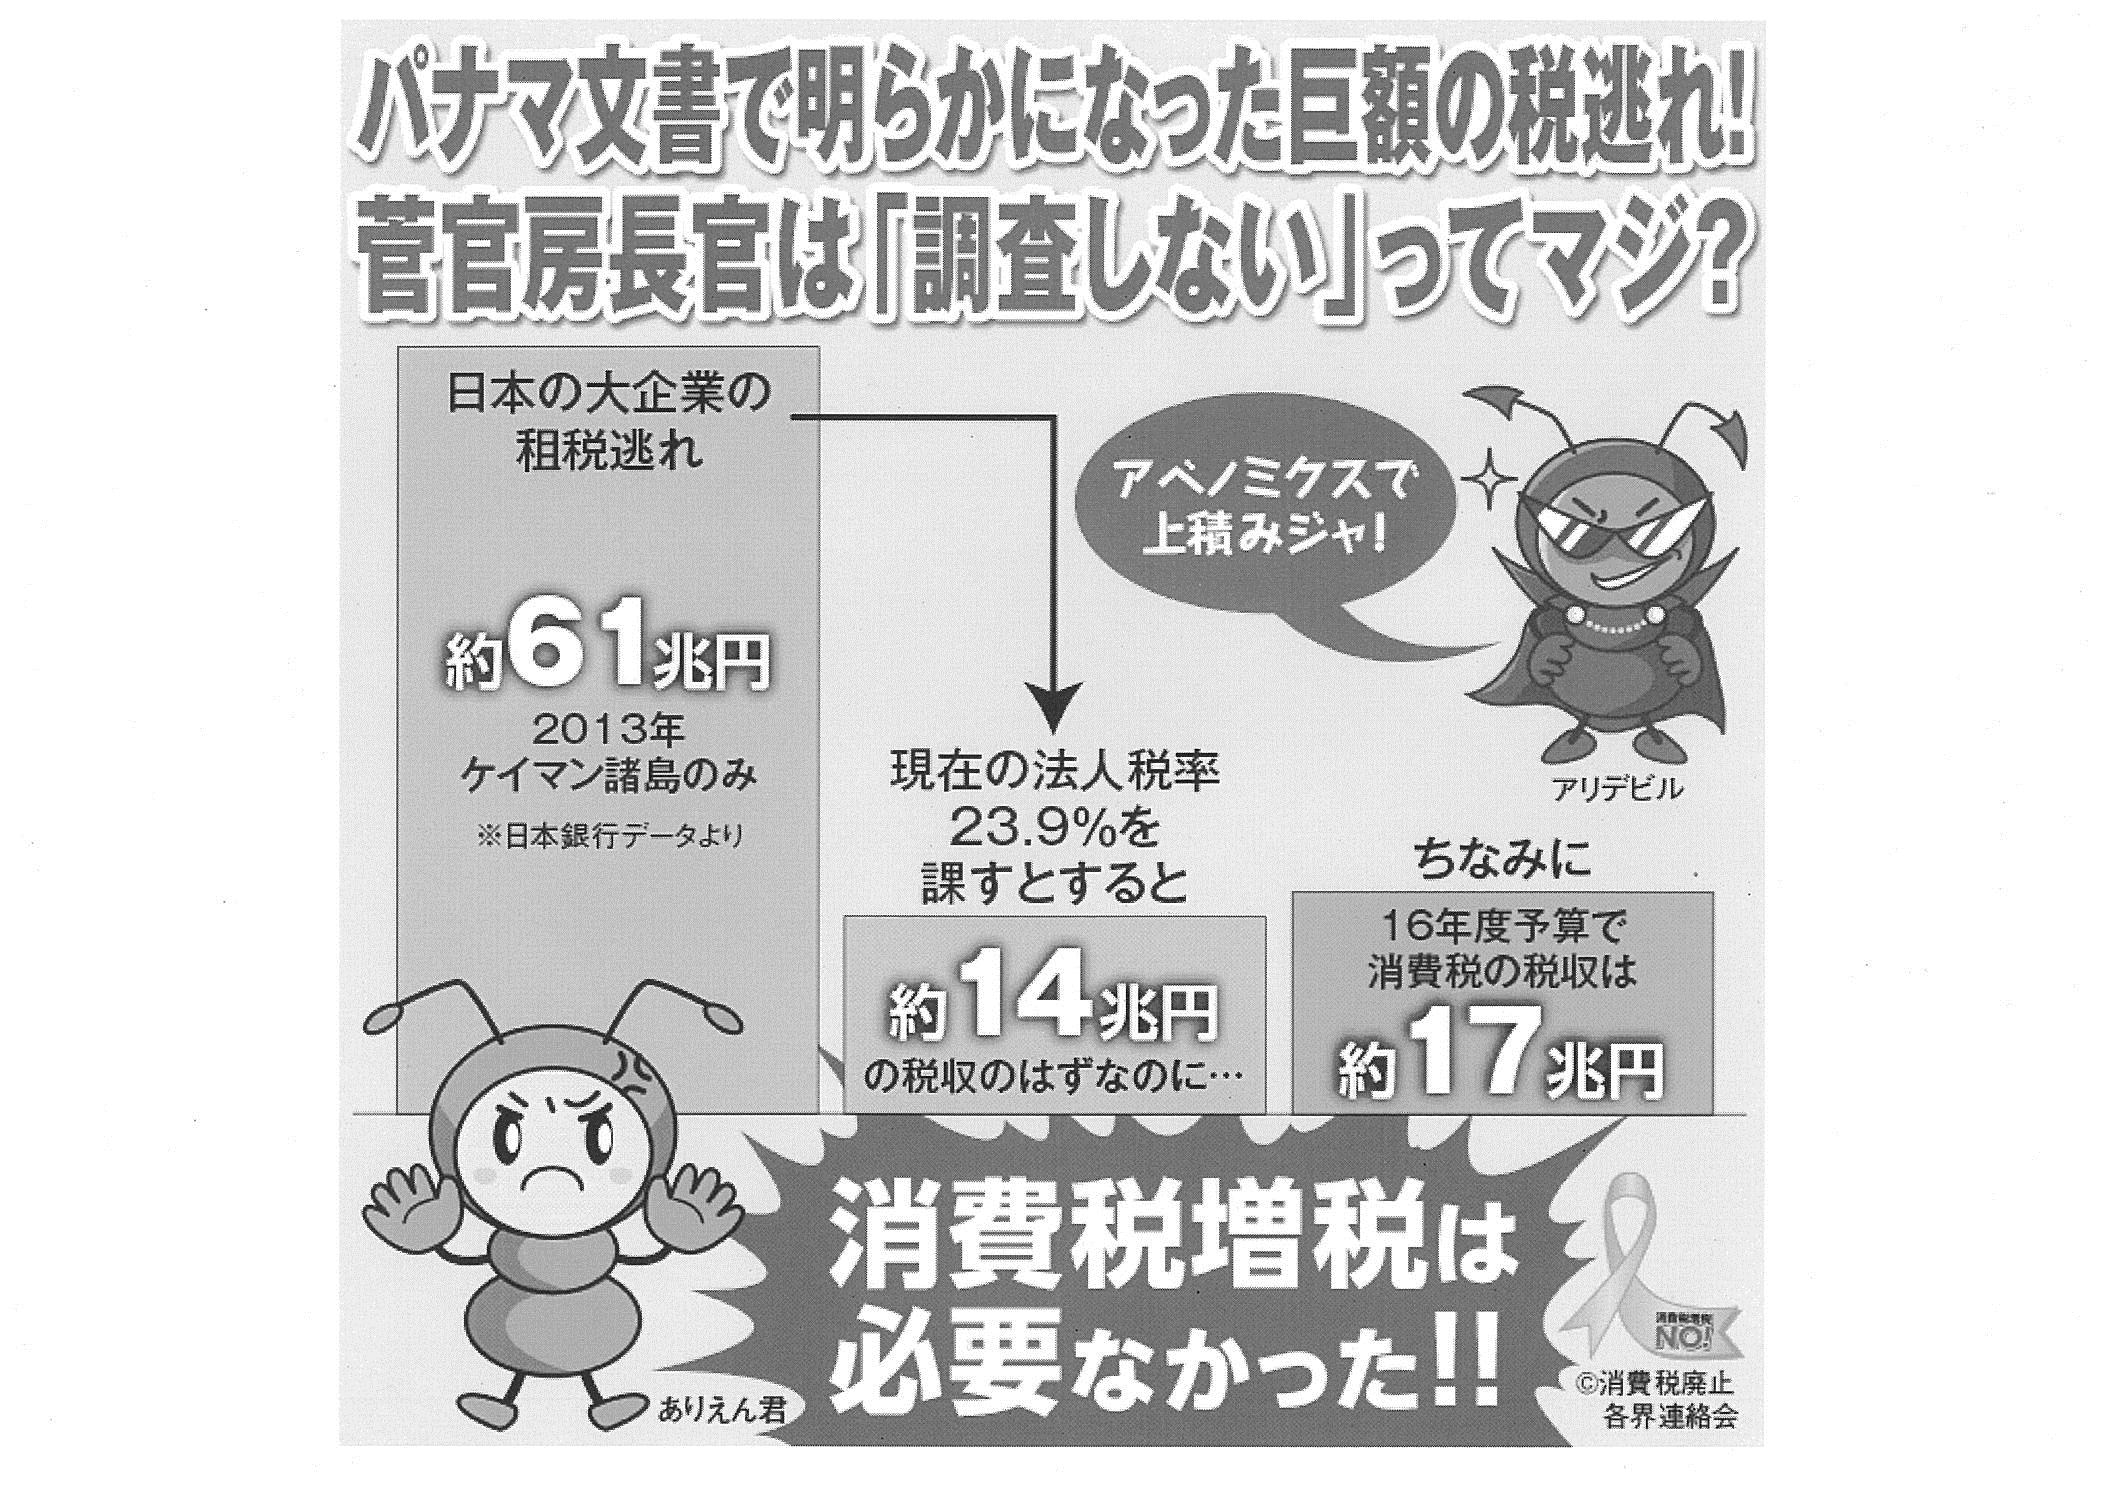 パナマ文書で明らかになった巨額の税逃れ!
菅官房長官は「調査しない」ってマジ?
日本の大企業の
租税逃れ
約61兆円
2013年
ケイマン諸島のみ
※日本銀行データより
アベノミクスで
上積みジャ!
アリデビル
現在の法人税率
23.9%を
課すとすると
約14兆円
の税収のはずなのに…
ちなみに
16年度予算で
消費税の税収は
約17兆円
消費税増税は
必要なかった!!
ありえん君
消費税増税
NO!
©消費税廃止
各界連絡会